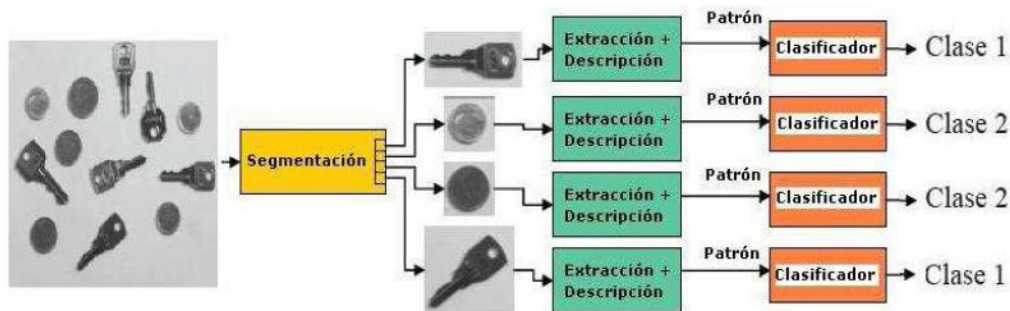 Segmentación
Extracción +
Descripción
Patrón
Clasificador
Clase 1
Extracción +
Descripción
Patrón
Clasificador
Clase 2
Extracción +
Descripción
Patrón
Clasificador
Clase 2
Extracción +
Descripción
Patrón
Clasificador
Clase 1